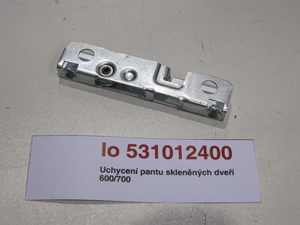 lo 531012400
Uchycení pantu skleněných dveří
600/700